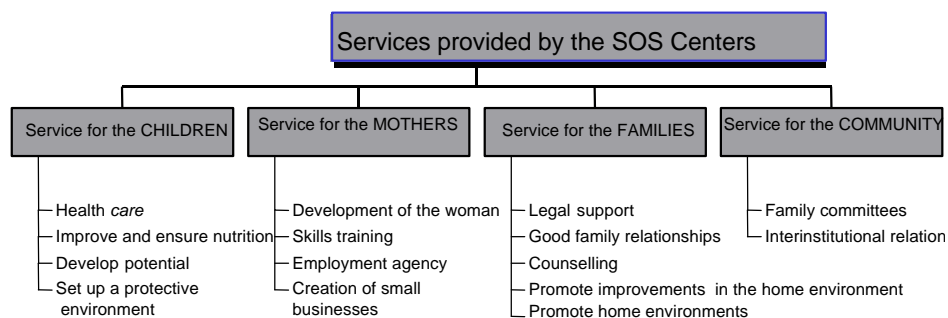 Services provided by the SOS Centers
Service for the CHILDREN
Service for the MOTHERS
Service for the FAMILIES
Service for the COMMUNITY
Health care
Improve and ensure nutrition
Develop potential
Set up a protective
environment
Development of the woman
Skills training
Employment agency
Creation of small
businesses
Legal support
Good family relationships
Counselling
Promote improvements in the home environment
Promote home environments
Family committees
Interinstitutional relation